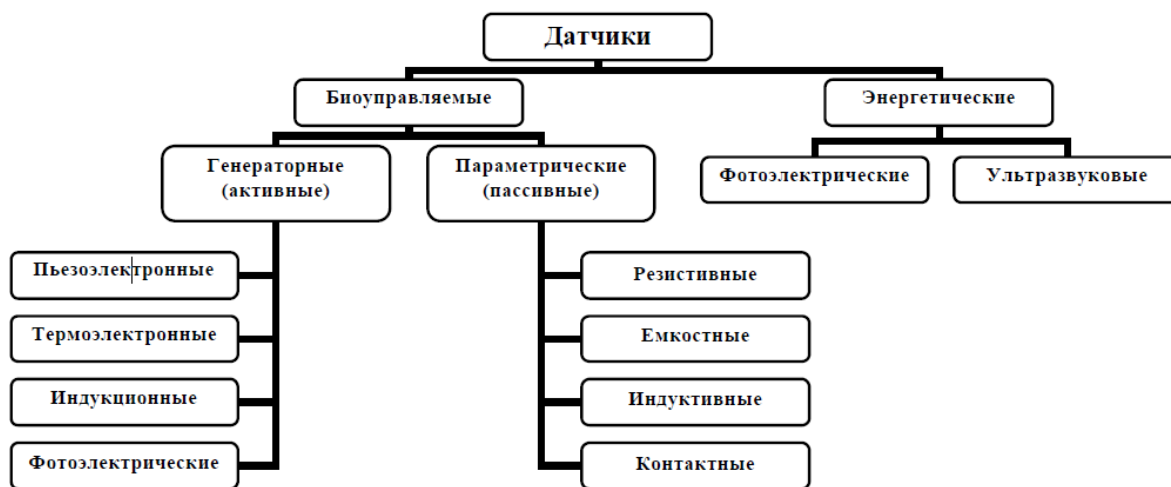 Датчики
Биоуправляемые
Энергетические
Генераторные
(активные)
Параметрические
(пассивные)
Фотоэлектрические
Ультразвуковые
Пьезоэлектронные
Термоэлектронные
Индукционные
Фотоэлектрические
Резистивные
Емкостные
Индуктивные
Контактные